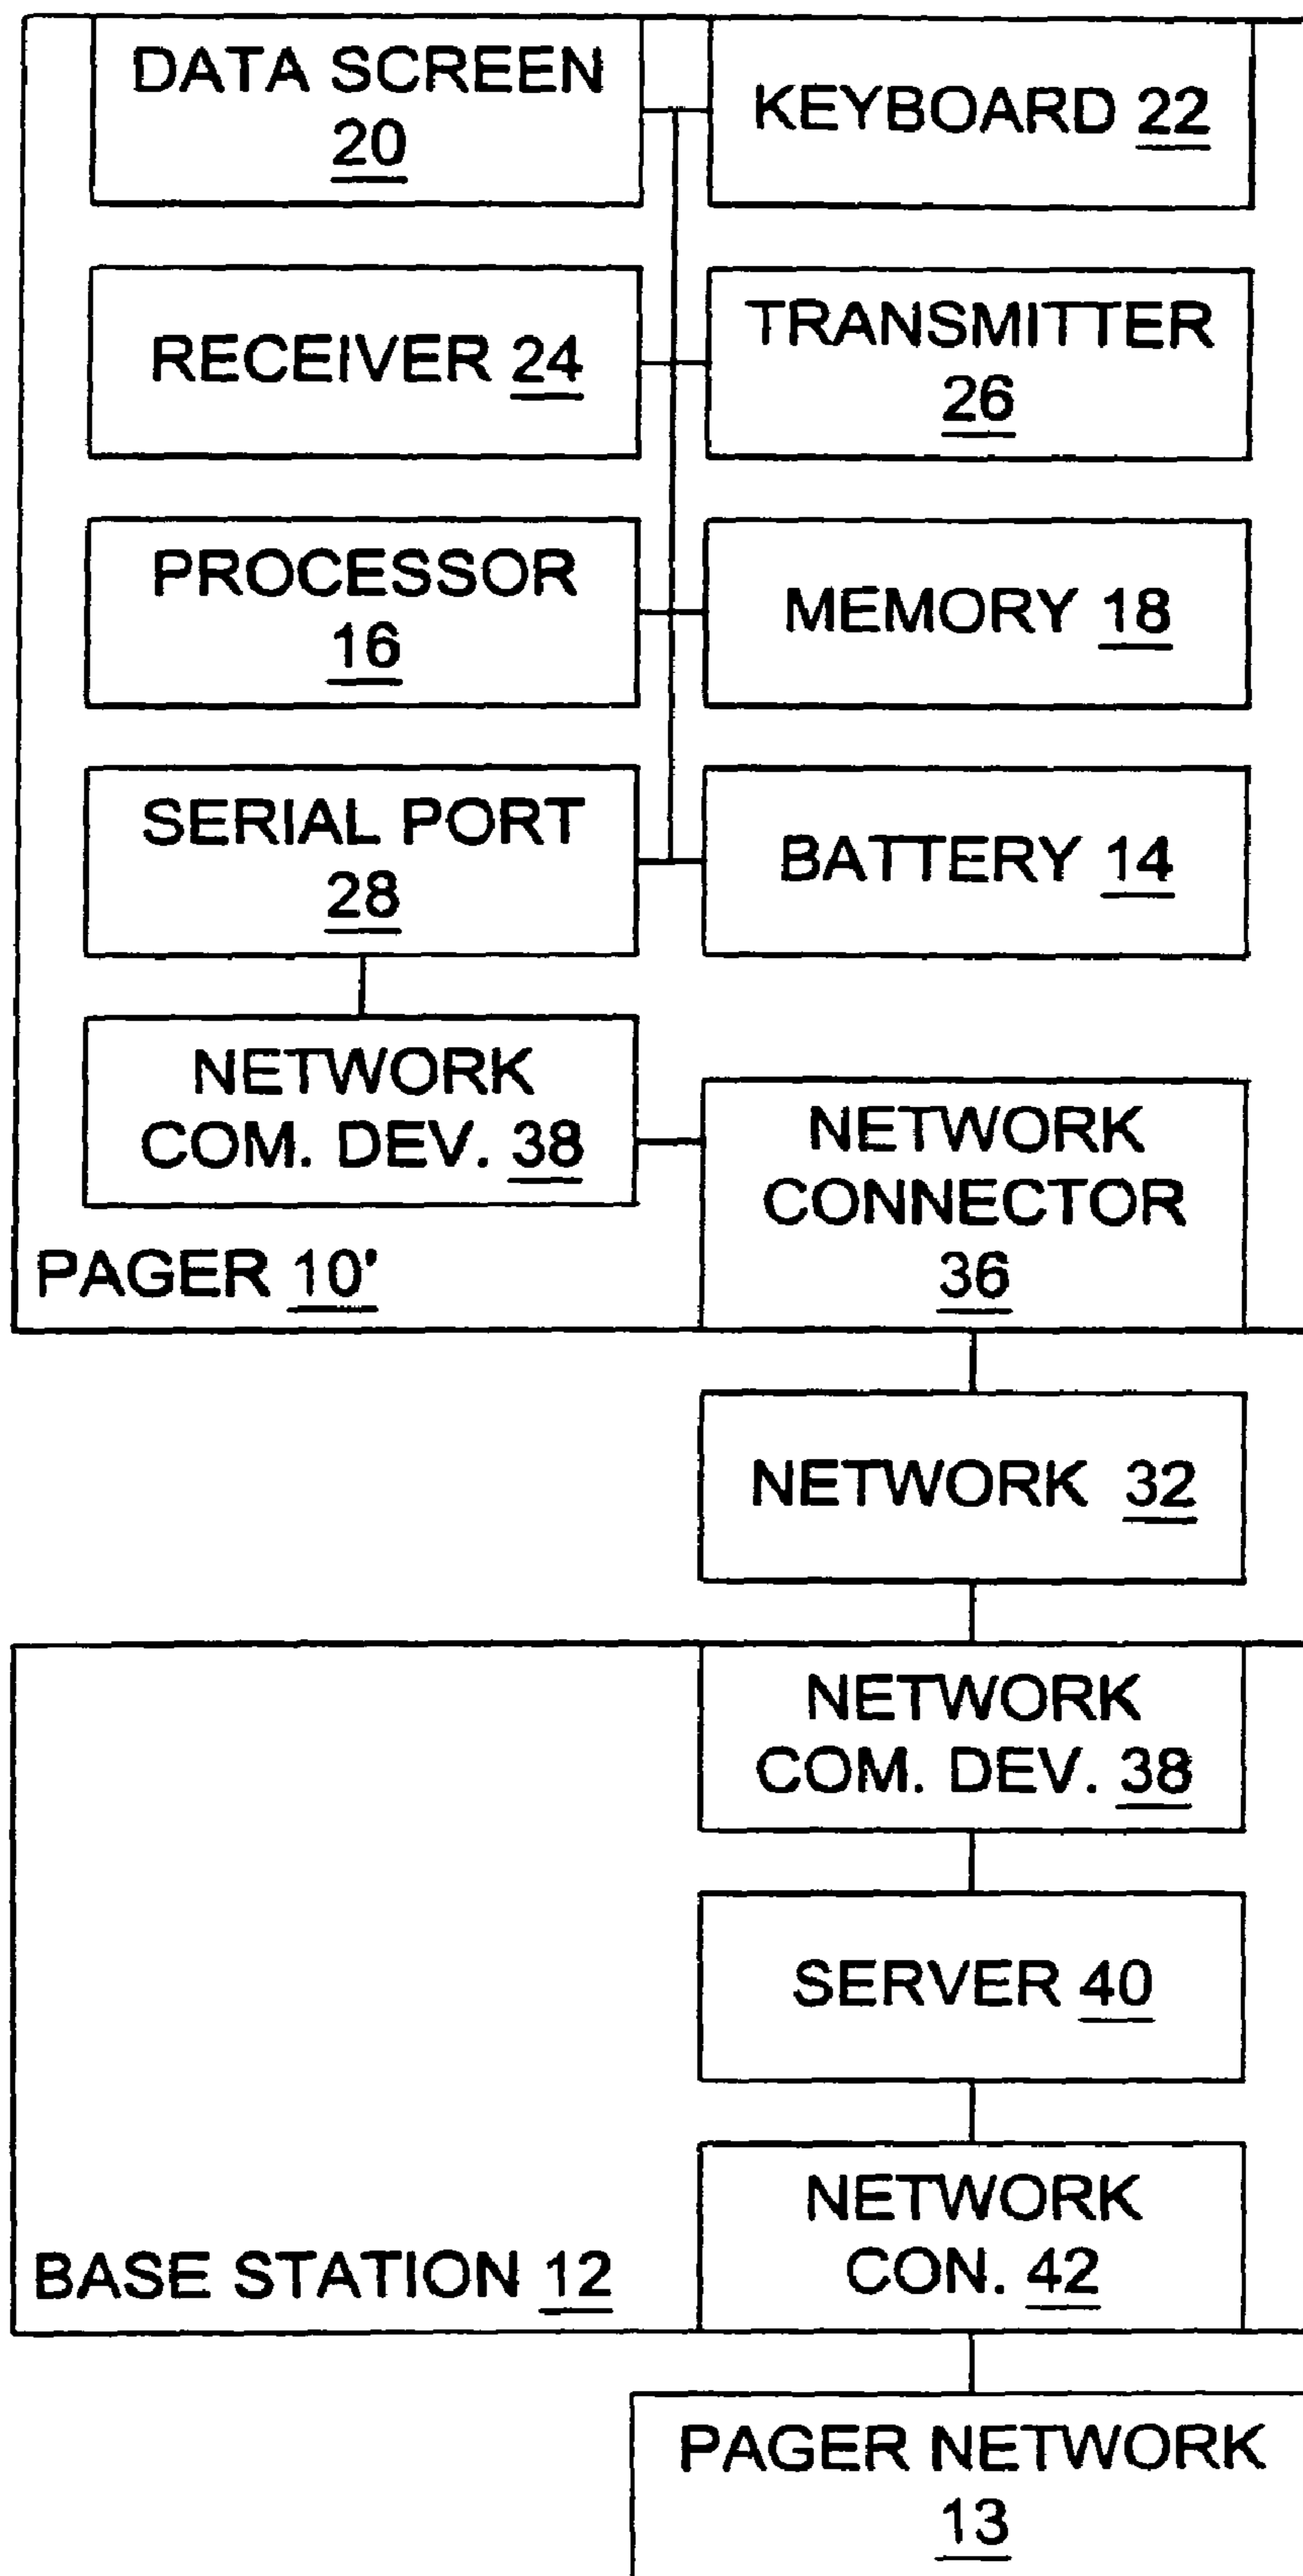 DATA SCREEN
20
KEYBOARD 22
RECEIVER 24
TRANSMITTER
26
PROCESSOR
16
MEMORY 18
SERIAL PORT
28
BATTERY 14
NETWORK
COM. DEV. 38
NETWORK
CONNECTOR
36
PAGER 10'
NETWORK 32
NETWORK
COM. DEV. 38
SERVER 40
NETWORK
CON. 42
BASE STATION 12
PAGER NETWORK
13